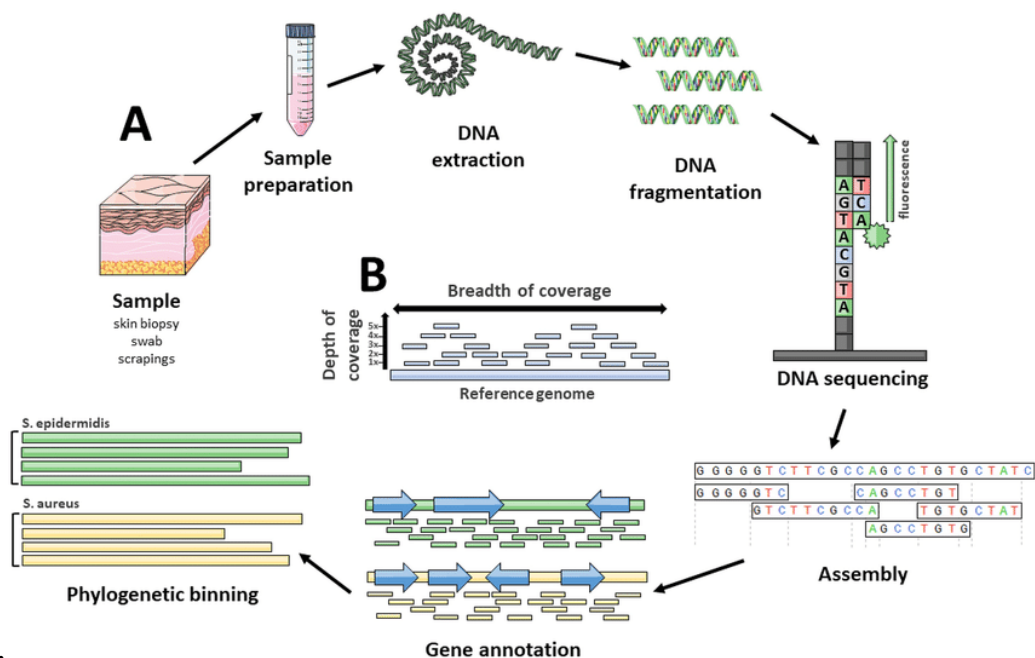 A
Sample
skin biopsy
swab
scrapings
Sample
preparation
DNA
extraction
DNA
fragmentation
A T
G C
T A
A
C
G
T
A
fluorescence
DNA sequencing
B
Breadth of coverage
Depth of
coverage
5x
4x
3x
2x
1x
Reference genome
G G G G G T C T T C G C C A G C C T G T G C T A T C
G G G G G T C
C A G C C T G T
G T C T T C G C C A
T G T G C T A T
A G C C T G T G
Assembly
Gene annotation
S. epidermidis
S. aureus
Phylogenetic binning